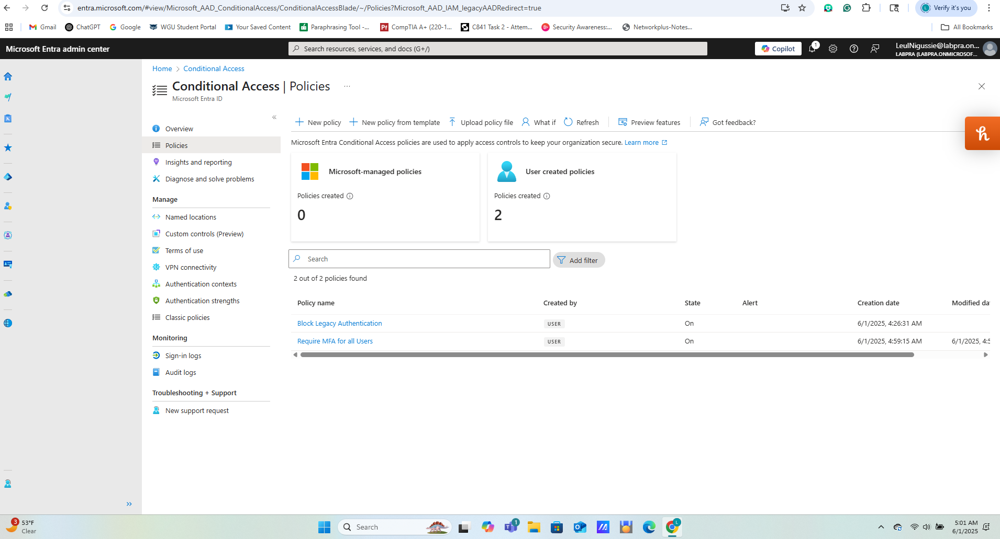 entra.microsoft.com/#view/Microsoft_AAD_ConditionalAccess/ConditionalAccessBlade/~/Policies?Microsoft_AAD_IAM_legacyAADRedirect=true
L
Verify it's you
Gmail
ChatGPT
Google
WGU Student Portal
Your Saved Content
Paraphrasing Tool -...
CompTIA A+ (220-1...
C841 Task 2 - Attem...
Security Awareness:...
Networkplus-Notes...
All Bookmarks
Microsoft Entra admin center
Search resources, services, and docs (G+/)
Copilot
1
LeulNigussie@labpra.on...
LABPRA (LABPRA.ONMICROSOF...
Home > Conditional Access
Conditional Access | Policies ...
Microsoft Entra ID
Overview
Policies
Insights and reporting
Diagnose and solve problems
Manage
Named locations
Custom controls (Preview)
Terms of use
VPN connectivity
Authentication contexts
Authentication strengths
Classic policies
Monitoring
Sign-in logs
Audit logs
Troubleshooting + Support
New support request
New policy
New policy from template
Upload policy file
What if
Refresh
Preview features
Got feedback?
Microsoft Entra Conditional Access policies are used to apply access controls to keep your organization secure. Learn more
Microsoft-managed policies
Policies created
0
User created policies
Policies created
2
Search
Add filter
2 out of 2 policies found
Policy name Created by State Alert Creation date Modified dat
Block Legacy Authentication USER On 6/1/2025, 4:26:31 AM
Require MFA for all Users USER On 6/1/2025, 4:59:15 AM 6/1/2025, 4:5
h
3
53°F
Clear
Search
1
L
5:01 AM
6/1/2025